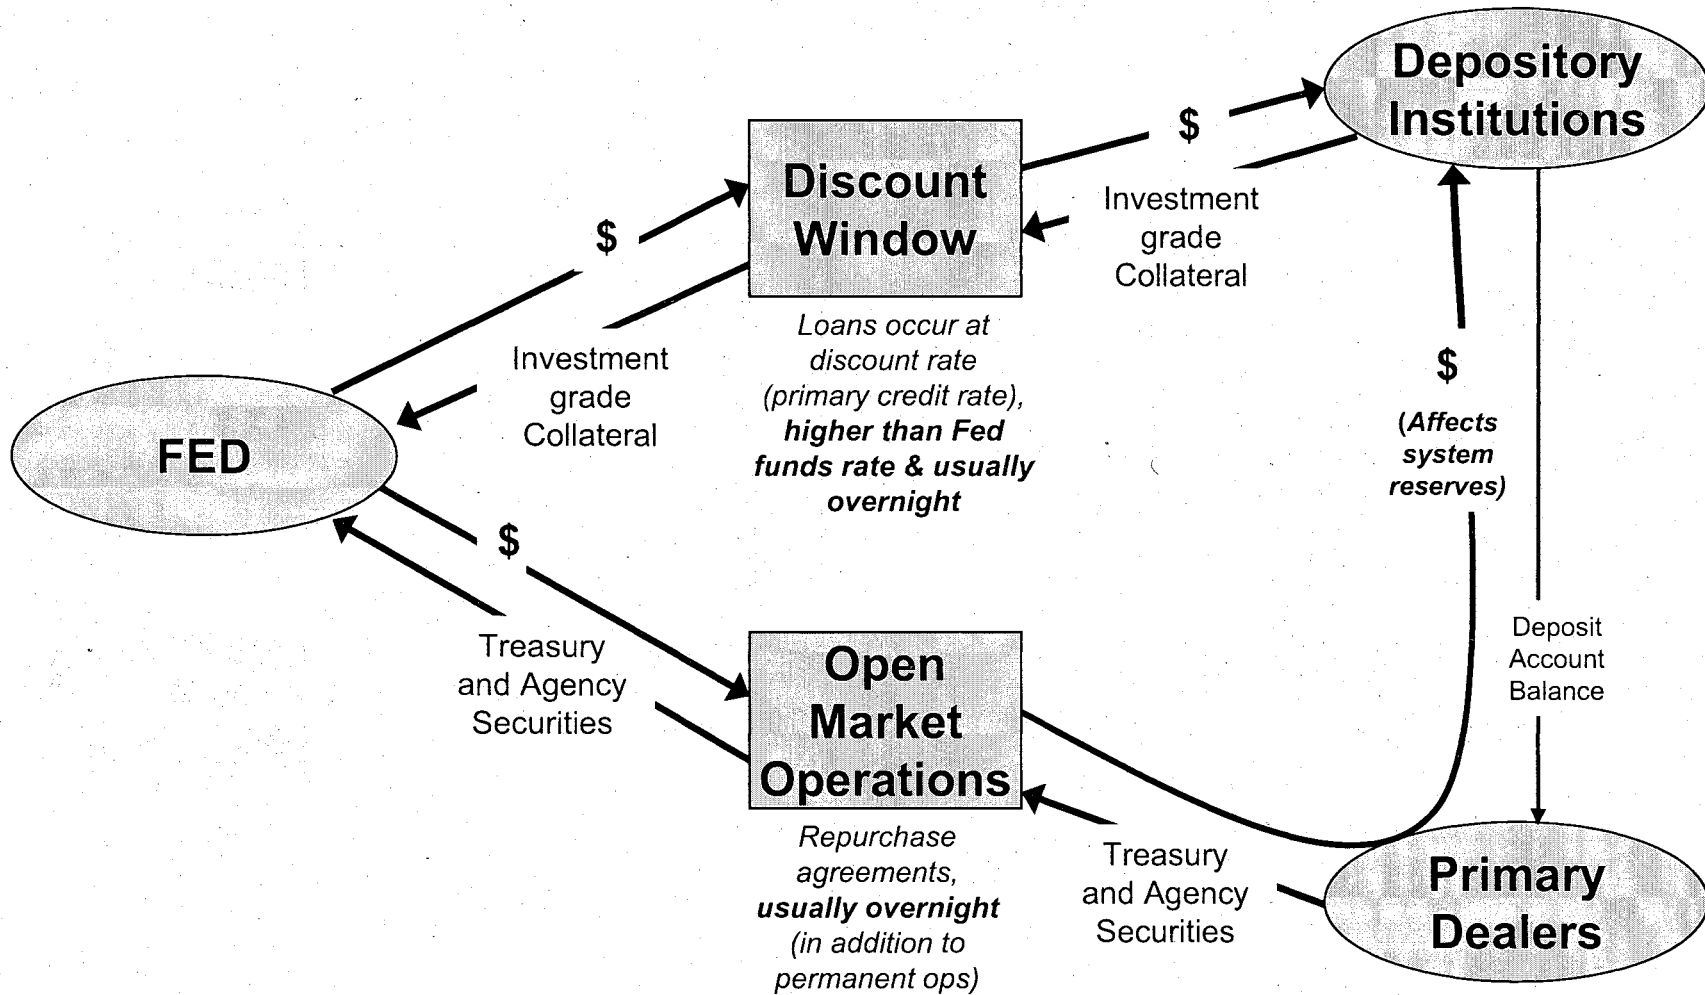 Depository
Institutions
$
Discount
Window
Investment
grade
Collateral
$
Loans occur at
discount rate
(primary credit rate),
higher than Fed
funds rate & usually
overnight
Investment
grade
Collateral
$
(Affects
system
reserves)
FED
$
Treasury
and Agency
Securities
Open
Market
Operations
Deposit
Account
Balance
Repurchase
agreements,
usually overnight
(in addition to
permanent ops)
Treasury
and Agency
Securities
Primary
Dealers